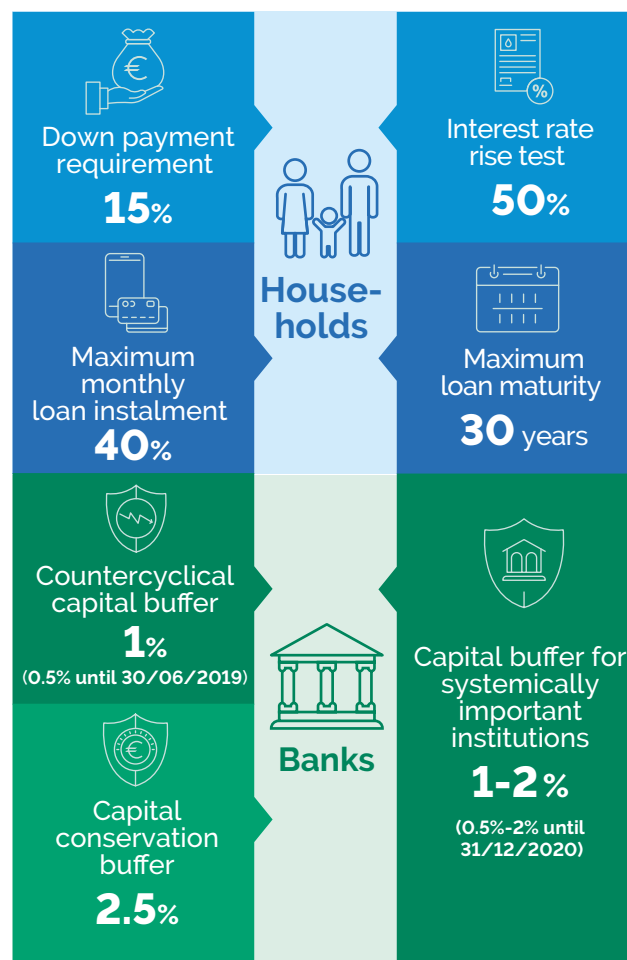 Down payment
requirement
15%
Interest rate
rise test
50%
%
€
House-
holds
Maximum
monthly
loan instalment
40%
Maximum
loan maturity
30 years
Countercyclical
capital buffer
1%
(0.5% until 30/06/2019)
Capital buffer for
systemically
important
institutions
1-2 %
(0.5%-2% until
31/12/2020)
Banks
€
Capital
conservation
buffer
2.5%